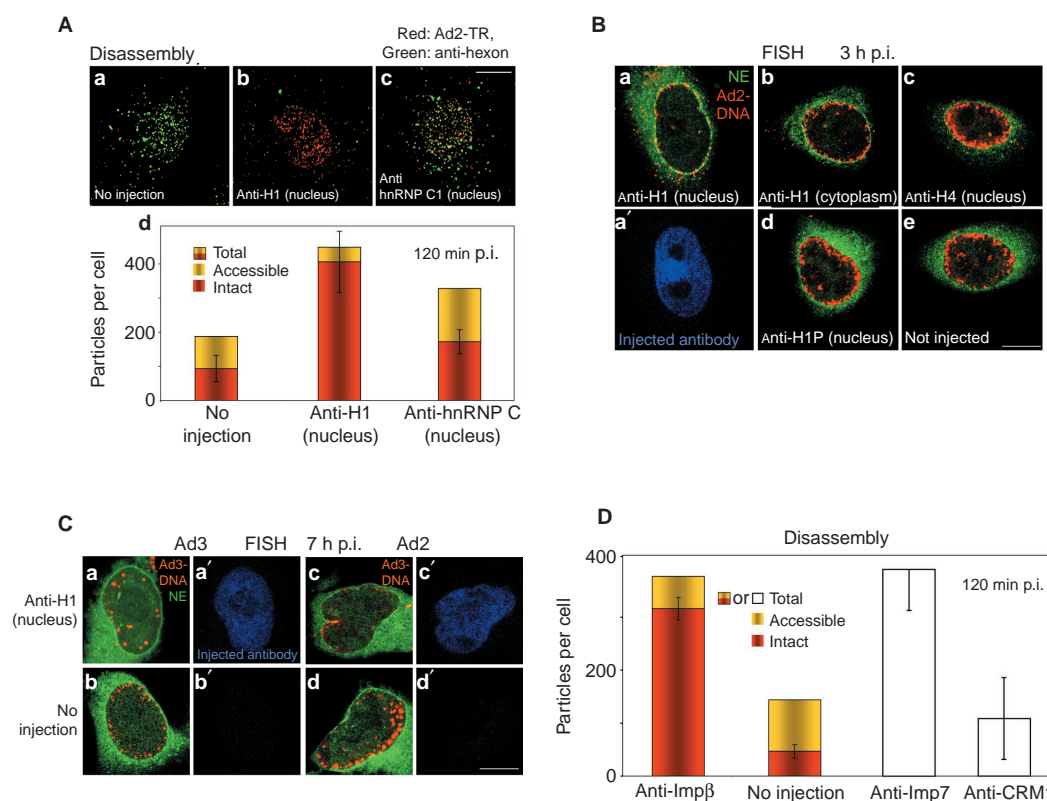 A
Disassembly
Red: Ad2-TR,
Green: anti-hexon
a
No injection
b
Anti-H1 (nucleus)
c
Anti
hnRNP C1 (nucleus)
d
Particles per cell
400
200
0
Total
Accessible
Intact
120 min p.i.
No
injection
Anti-H1
(nucleus)
Anti-hnRNP C
(nucleus)
B
FISH 3 h p.i.
a
NE
Ad2-
DNA
Anti-H1 (nucleus)
b
Anti-H1 (cytoplasm)
c
Anti-H4 (nucleus)
a′
Injected antibody
d
Anti-H1P (nucleus)
e
Not injected
C
Ad3 FISH 7 h p.i. Ad2
Anti-H1
(nucleus)
a
Ad3-
DNA
NE
a′
Injected antibody
c
Ad3-
DNA
c′
No
injection
b
b′
d
d′
D
Disassembly
Particles per cell
400
200
0
or Total
Accessible
Intact
120 min p.i.
Anti-Impβ
No injection
Anti-Imp7
Anti-CRM1